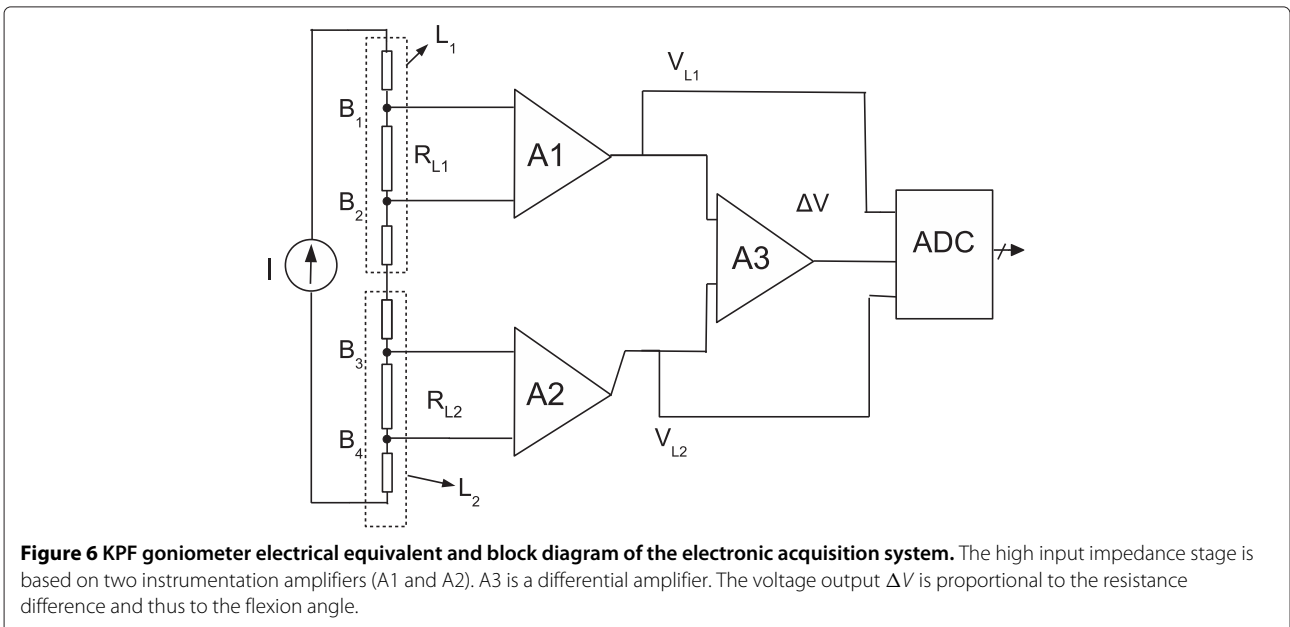 L1
VL1
B1
A1
RL1
B2
ΔV
ADC
A3
I
B3
A2
RL2
B4
VL2
L2
Figure 6 KPF goniometer electrical equivalent and block diagram of the electronic acquisition system. The high input impedance stage is
based on two instrumentation amplifiers (A1 and A2). A3 is a differential amplifier. The voltage output ΔV is proportional to the resistance
difference and thus to the flexion angle.